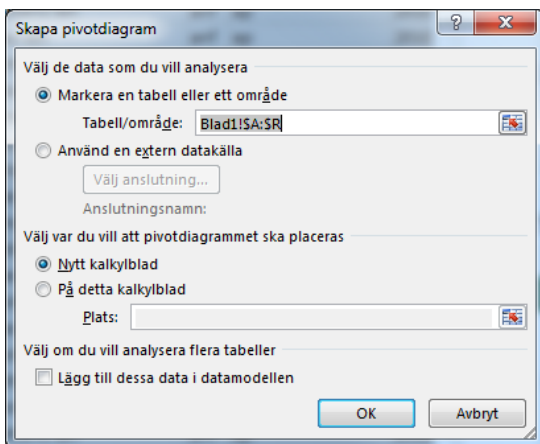 Skapa pivotdiagram
Välj de data som du vill analysera
Markera en tabell eller ett område
Tabell/område: Blad1!$A:$R
Använd en extern datakälla
Välj anslutning...
Anslutningsnamn:
Välj var du vill att pivotdiagrammet ska placeras
Nytt kalkylblad
På detta kalkylblad
Plats:
Välj om du vill analysera flera tabeller
Lägg till dessa data i datamodellen
OK Avbryt